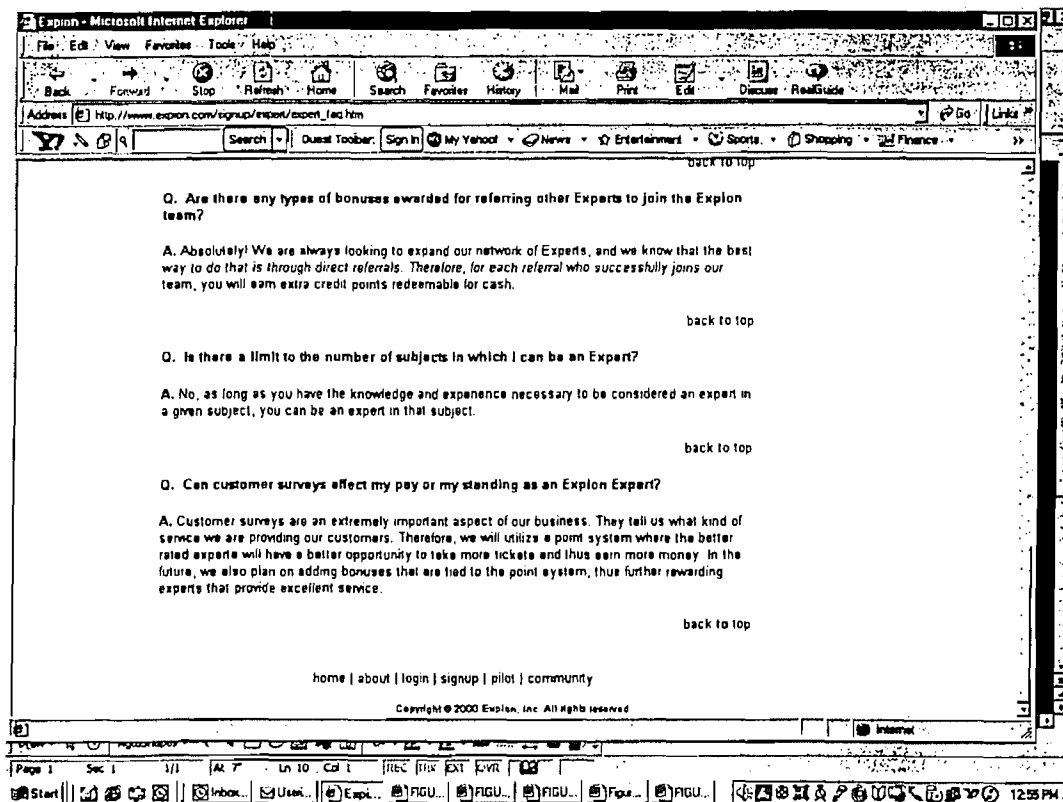 Expion - Microsoft Internet Explorer
File Edit View Favorites Tools Help
Back Forward Stop Refresh Home Search Favorites History Mail Print Edit Discuss RealGuide
Address http://www.expion.com/signup/expert/expert_faq.htm Go Links
Search Guest Toolbar: Sign In My Yahoo! News Entertainment Sports Shopping Finance
back to top
Q. Are there any types of bonuses awarded for referring other Experts to join the Expion
team?
A. Absolutely! We are always looking to expand our network of Experts, and we know that the best
way to do that is through direct referrals. Therefore, for each referral who successfully joins our
team, you will earn extra credit points redeemable for cash.
back to top
Q. Is there a limit to the number of subjects in which I can be an Expert?
A. No, as long as you have the knowledge and experience necessary to be considered an expert in
a given subject, you can be an expert in that subject.
back to top
Q. Can customer surveys affect my pay or my standing as an Expion Expert?
A. Customer surveys are an extremely important aspect of our business. They tell us what kind of
service we are providing our customers. Therefore, we will utilize a point system where the better
rated experts will have a better opportunity to take more tickets and thus earn more money. In the
future, we also plan on adding bonuses that are tied to the point system, thus further rewarding
experts that provide excellent service.
back to top
home | about | login | signup | pilot | community
Copyright © 2000 Expion, Inc. All rights reserved
Internet
Page 1 Sec 1 1/1 At 7" Ln 10 Col 1 REC TRK EXT OVR
Start Inbox... Useri... Expi... FIGU... FIGU... FIGU... Figu... FIGU... 12:55 PM